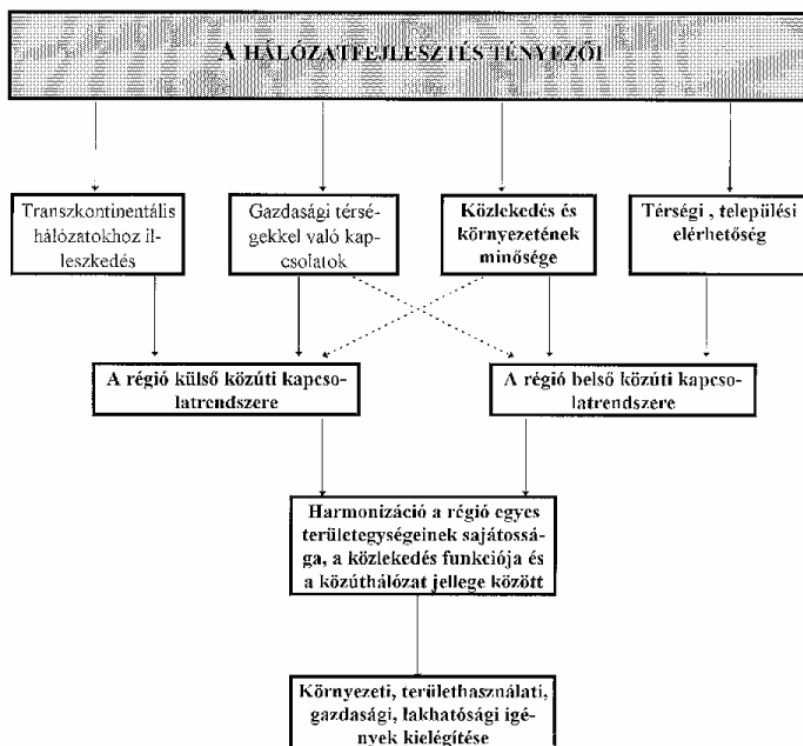 A HÁLÓZATFEJLESZTÉS TÉNYEZŐI
Transzkontinentális
hálózatokhoz il-
leszkedés
Gazdasági térsé-
gekkel való kap-
csolatok
Közlekedés és
környezetének
minősége
Térségi , települési
elérhetőség
A régió külső közúti kapcso-
latrendszere
A régió belső közúti kapcso-
latrendszere
Harmonizáció a régió egyes
területegységeinek sajátossá-
ga, a közlekedés funkciója és
a közúthálózat jellege között
Környezeti, területhasználati,
gazdasági, lakhatósági igé-
nyek kielégítése